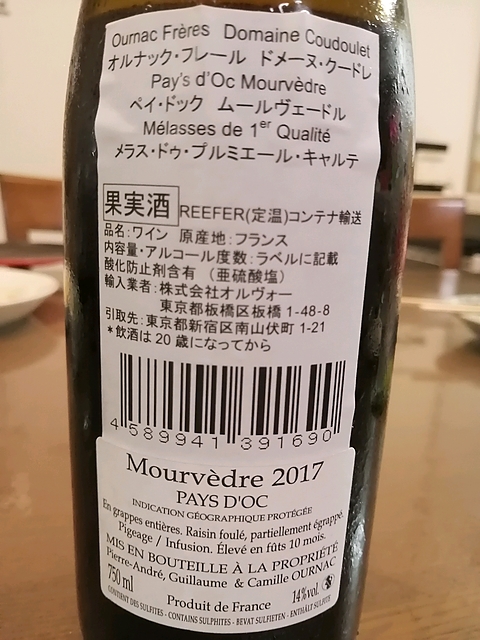 Ournac Frères Domaine Coudoulet
オルナック・フレール ドメーヌ・クードレ
Pay's d'Oc Mourvèdre
ペイ・ドック ムールヴェードル
Mélasses de 1er Qualité
メラス・ドゥ・プルミエール・キャルテ
果実酒 REEFER(定温)コンテナ輸送
品名:ワイン 原産地:フランス
内容量・アルコール度数:ラベルに記載
酸化防止剤含有 (亜硫酸塩)
輸入業者:株式会社オルヴォー
東京都板橋区板橋 1-48-8
引取先:東京都新宿区南山伏町 1-21
*飲酒は 20 歳になってから
4 589941 391690
Mourvèdre 2017
PAYS D'OC
INDICATION GÉOGRAPHIQUE PROTÉGÉE
En grappes entières. Raisin foulé, partiellement égrappé.
Pigeage / Infusion. Élevé en fûts 10 mois.
MIS EN BOUTEILLE À LA PROPRIÉTÉ
Pierre-André, Guillaume & Camille OURNAC
750 ml Produit de France 14%vol.
CONTIENT DES SULFITES - CONTAINS SULPHITES - BEVAT SULFIETEN - ENTHÄLT SULFITE